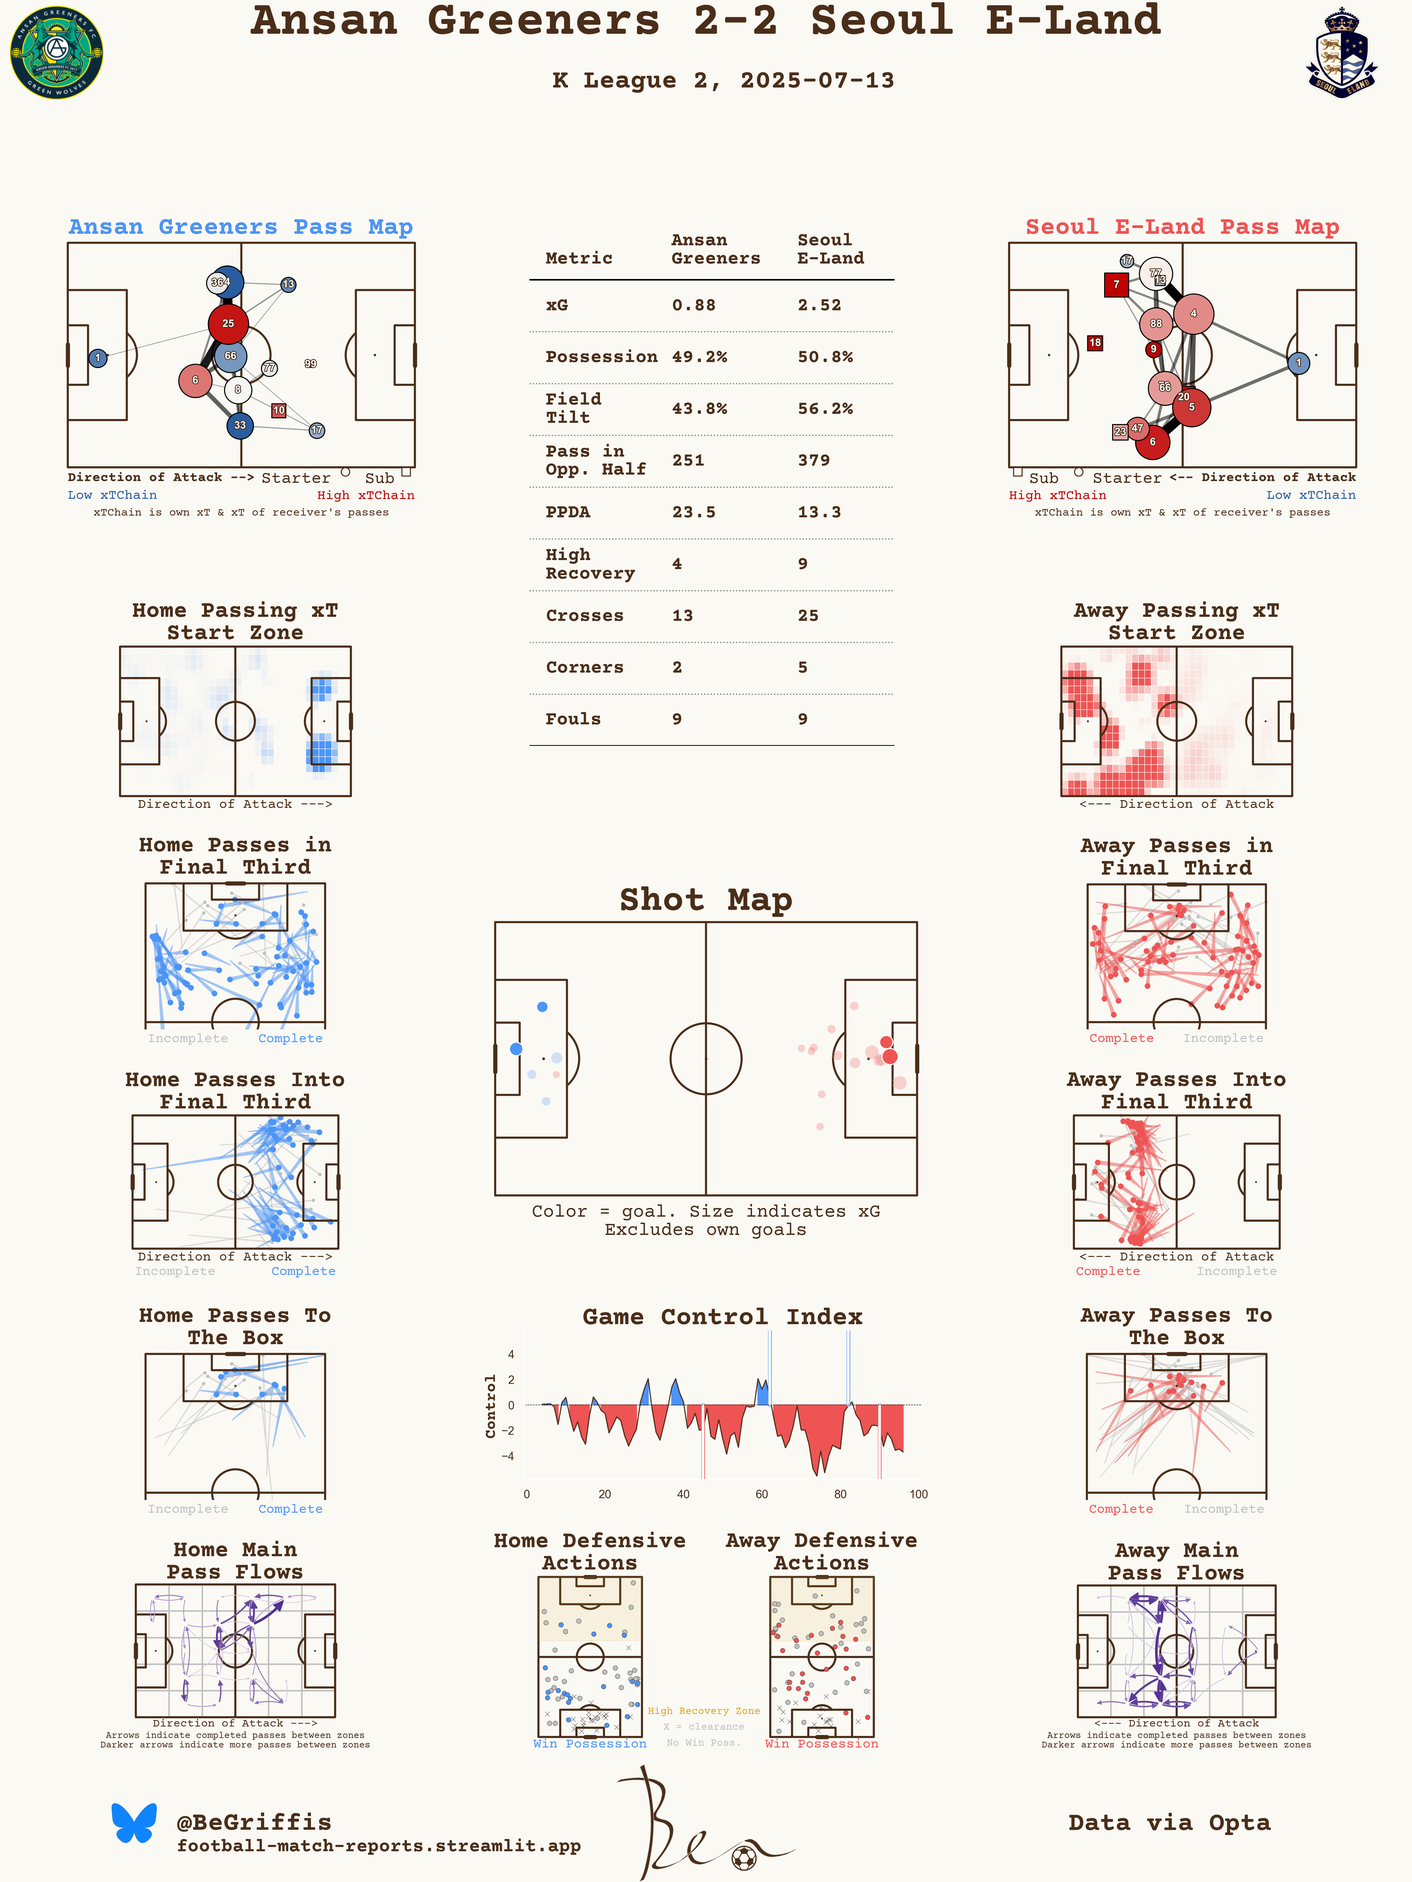 Ansan Greeners 2-2 Seoul E-Land
K League 2, 2025-07-13
ANSAN GREENERS FC
GREEN WOLVES
SEOUL ELAND
Ansan Greeners Pass Map
364
13
25
1
66
99
77
6
8
10
33
17
Direction of Attack --> Starter Sub
Low xTChain High xTChain
xTChain is own xT & xT of receiver's passes
Metric Ansan Greeners Seoul E-Land
xG 0.88 2.52
Possession 49.2% 50.8%
Field Tilt 43.8% 56.2%
Pass in Opp. Half 251 379
PPDA 23.5 13.3
High Recovery 4 9
Crosses 13 25
Corners 2 5
Fouls 9 9
Seoul E-Land Pass Map
17
77
13
7
4
88
18
9
1
66
20
5
47
23
6
Sub Starter <-- Direction of Attack
High xTChain Low xTChain
xTChain is own xT & xT of receiver's passes
Home Passing xT
Start Zone
Direction of Attack --->
Away Passing xT
Start Zone
<--- Direction of Attack
Home Passes in
Final Third
Incomplete Complete
Away Passes in
Final Third
Complete Incomplete
Shot Map
Color = goal. Size indicates xG
Excludes own goals
Home Passes Into
Final Third
Direction of Attack --->
Incomplete Complete
Away Passes Into
Final Third
<--- Direction of Attack
Complete Incomplete
Home Passes To
The Box
Incomplete Complete
Game Control Index
Control
4
2
0
−2
−4
0 20 40 60 80 100
Away Passes To
The Box
Complete Incomplete
Home Main
Pass Flows
Direction of Attack --->
Arrows indicate completed passes between zones
Darker arrows indicate more passes between zones
Home Defensive
Actions
Win Possession
Away Defensive
Actions
Win Possession
High Recovery Zone
X = clearance
No Win Poss.
Away Main
Pass Flows
<--- Direction of Attack
Arrows indicate completed passes between zones
Darker arrows indicate more passes between zones
@BeGriffis
football-match-reports.streamlit.app
Ben
Data via Opta